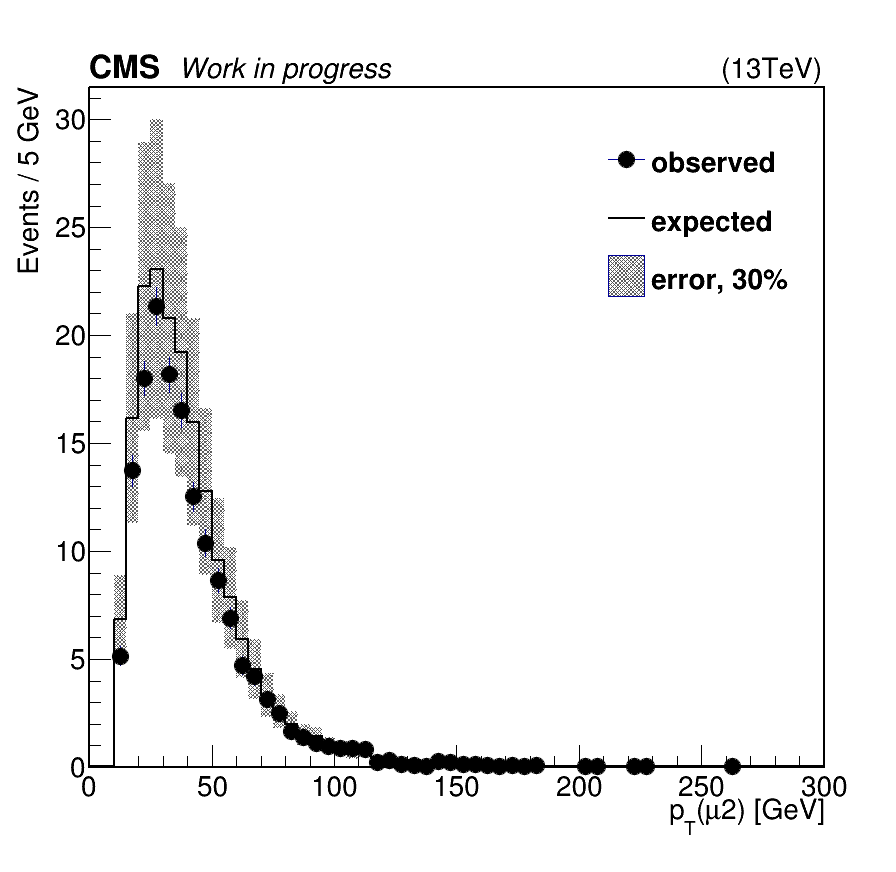 CMS Work in progress (13TeV)
Events / 5 GeV
30
25
20
15
10
5
0
observed
expected
error, 30%
0 50 100 150 200 250 300
p_T(μ2) [GeV]